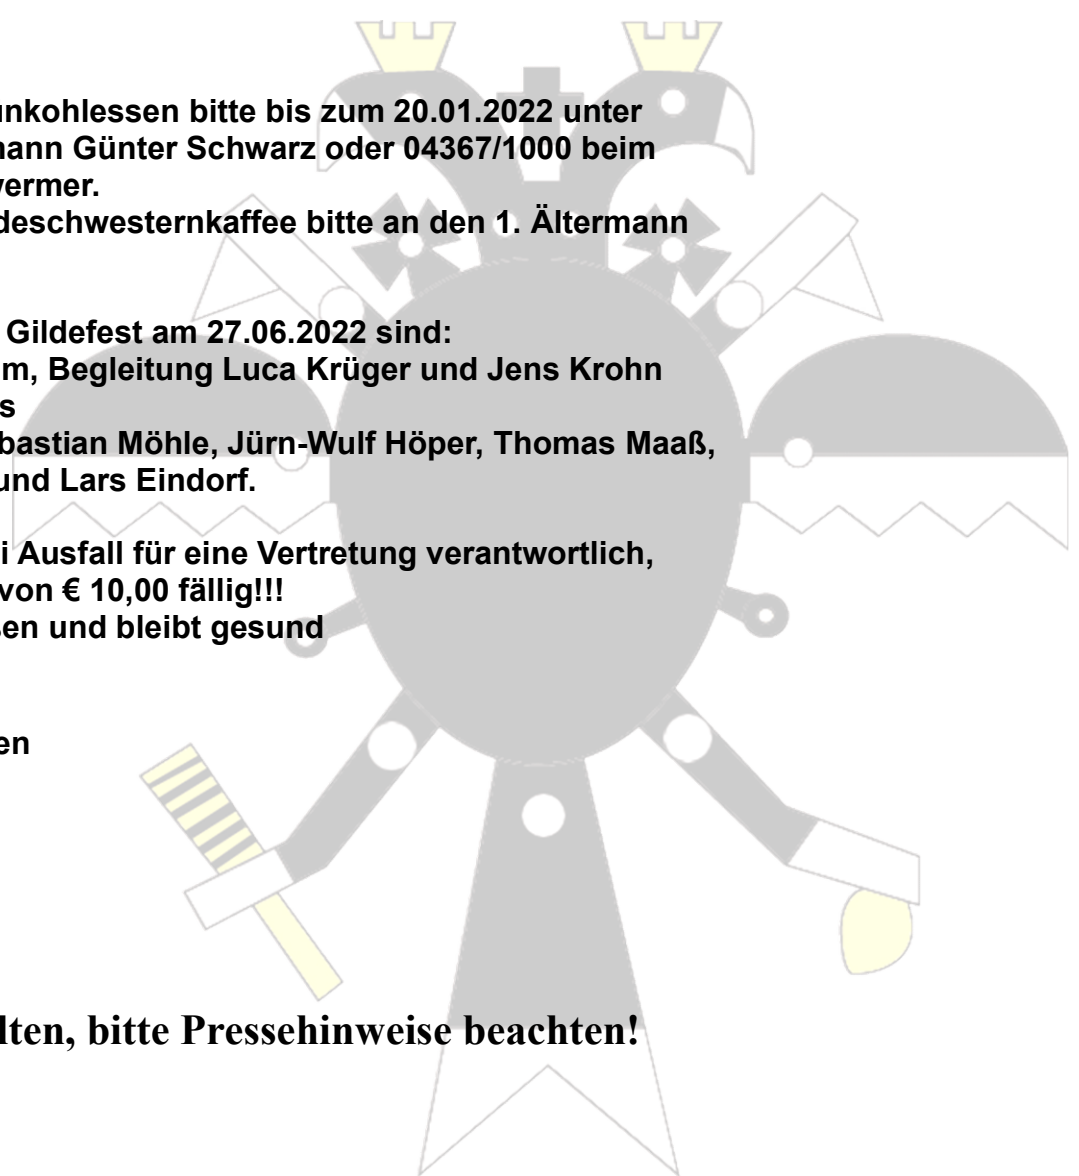 unkohlessen bitte bis zum 20.01.2022 unter
mann Günter Schwarz oder 04367/1000 beim
vermer.
deschwesternkaffee bitte an den 1. Ältermann
Gildefest am 27.06.2022 sind:
m, Begleitung Luca Krüger und Jens Krohn
s
bastian Möhle, Jürn-Wulf Höper, Thomas Maaß,
und Lars Eindorf.
i Ausfall für eine Vertretung verantwortlich,
von € 10,00 fällig!!!
ßen und bleibt gesund
en
lten, bitte Pressehinweise beachten!